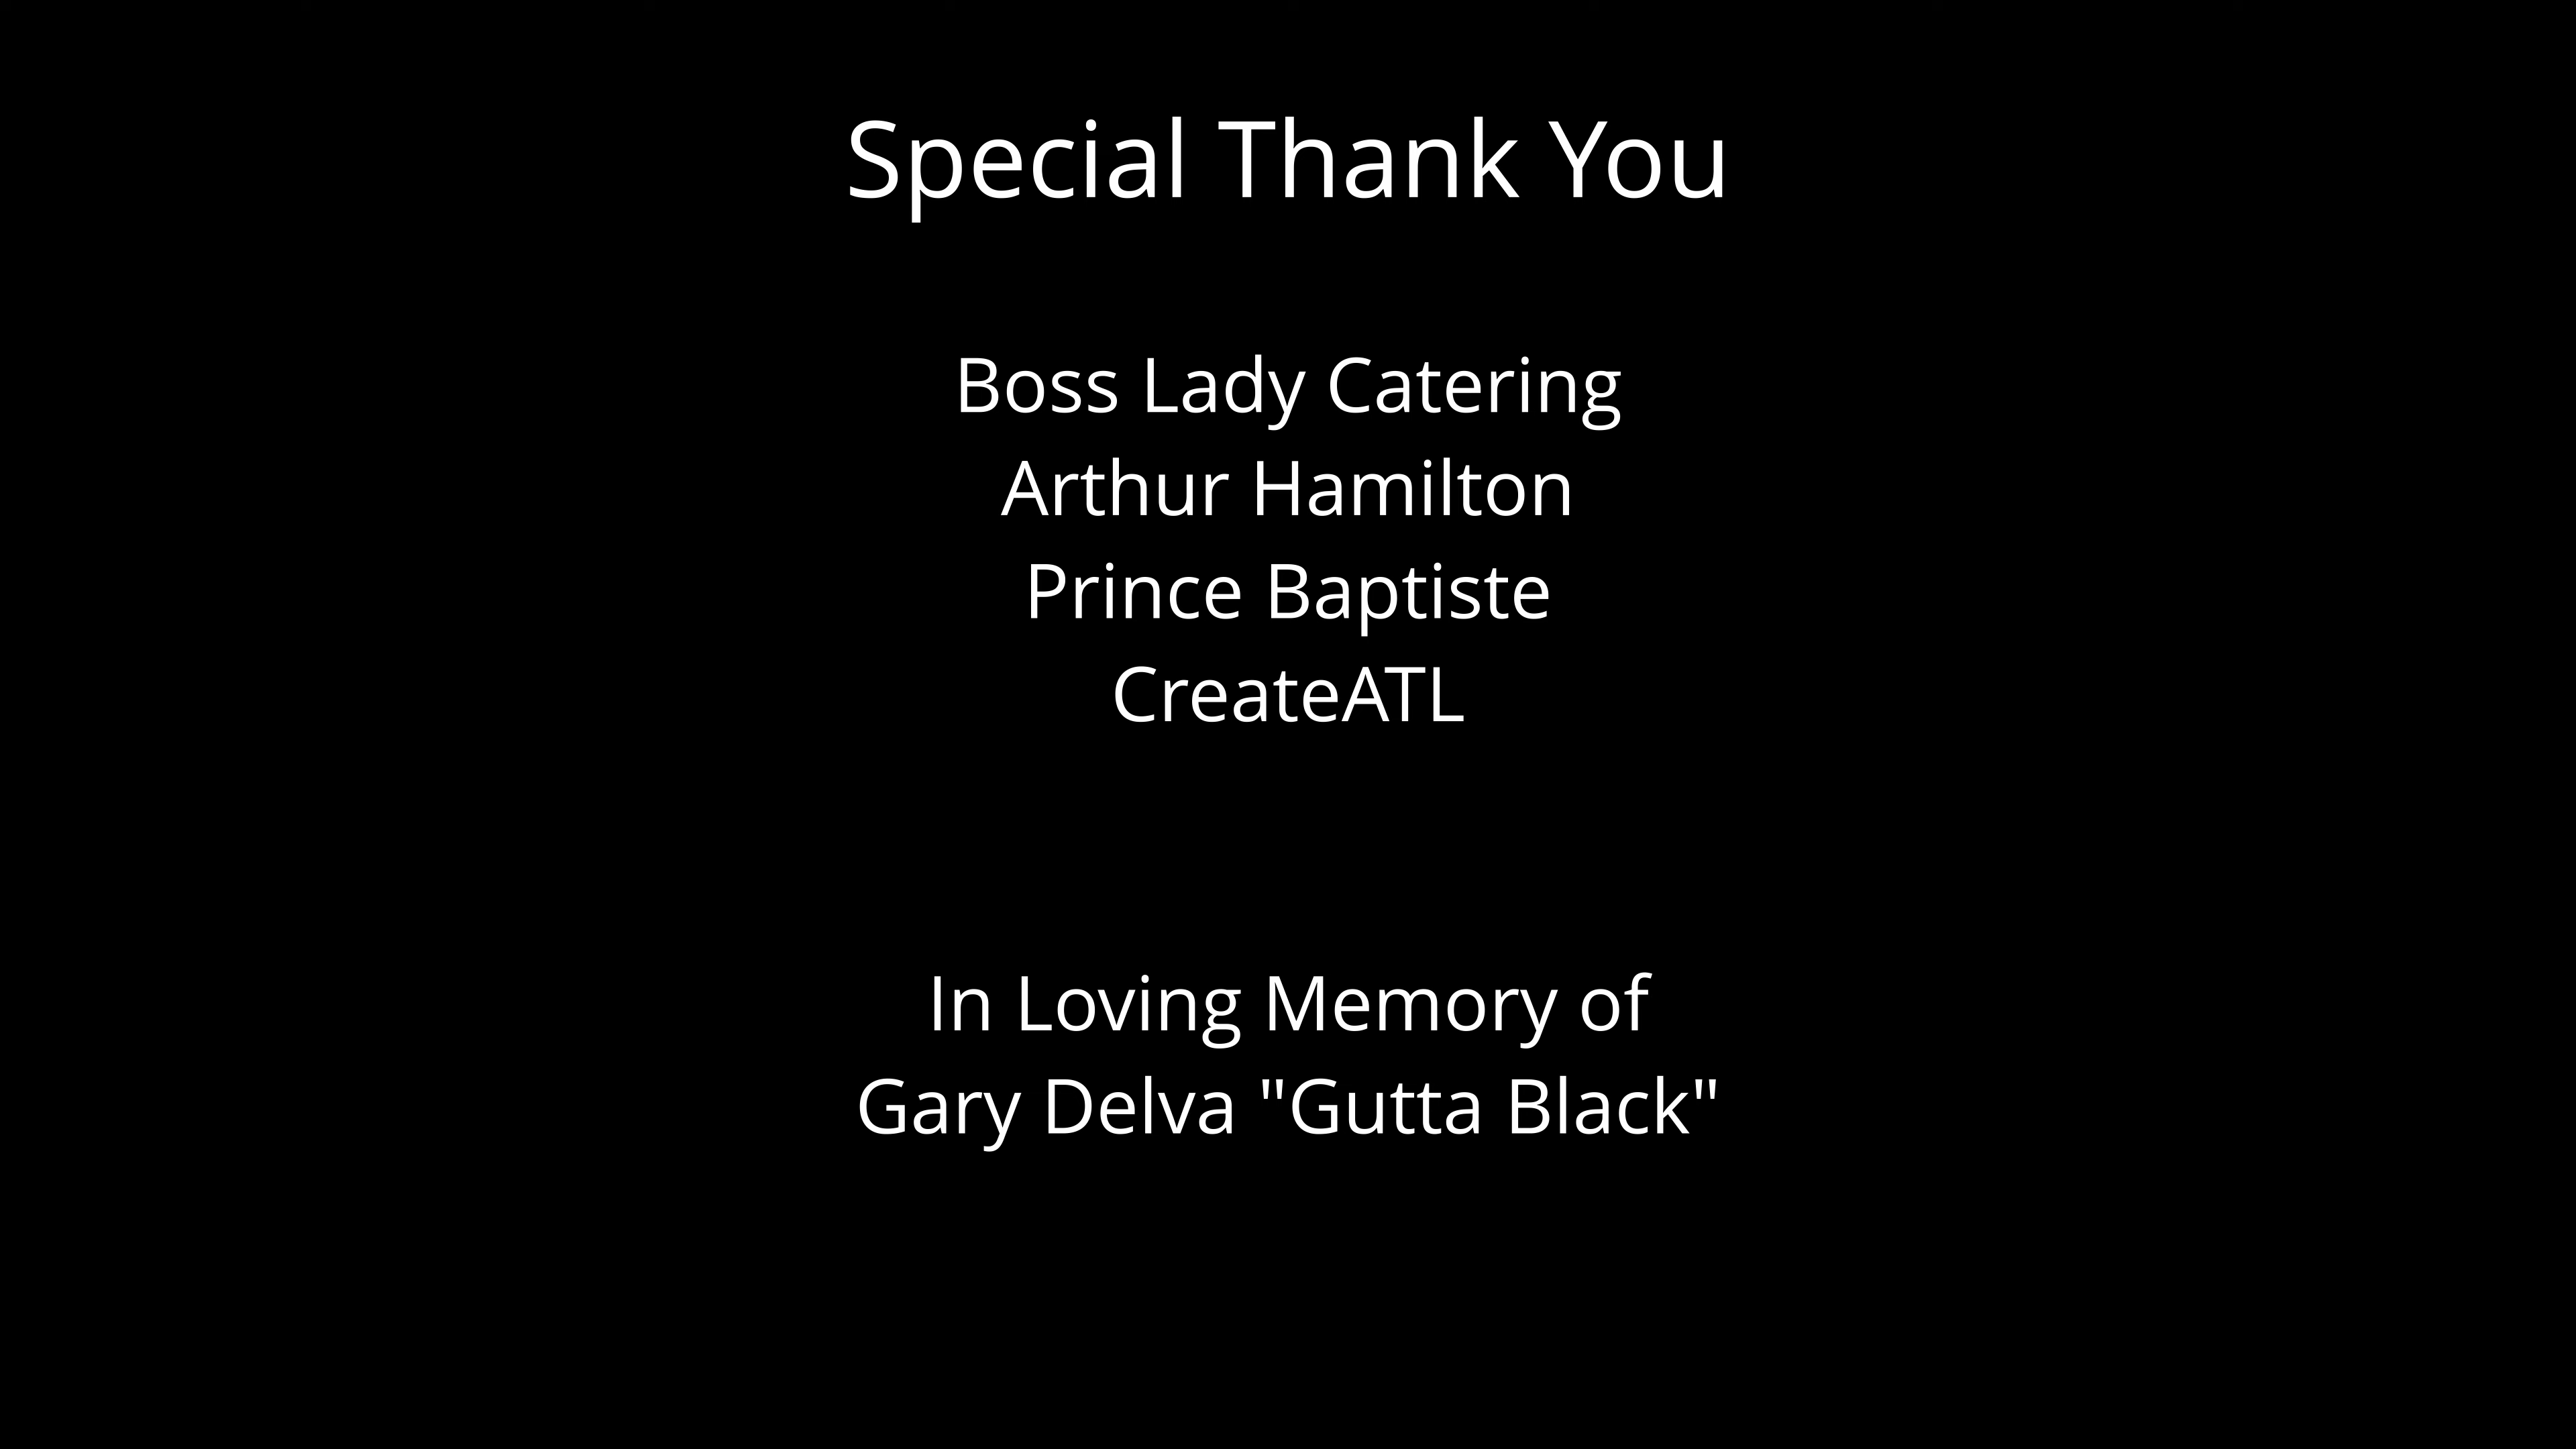 Special Thank You
Boss Lady Catering
Arthur Hamilton
Prince Baptiste
CreateATL
In Loving Memory of
Gary Delva "Gutta Black"